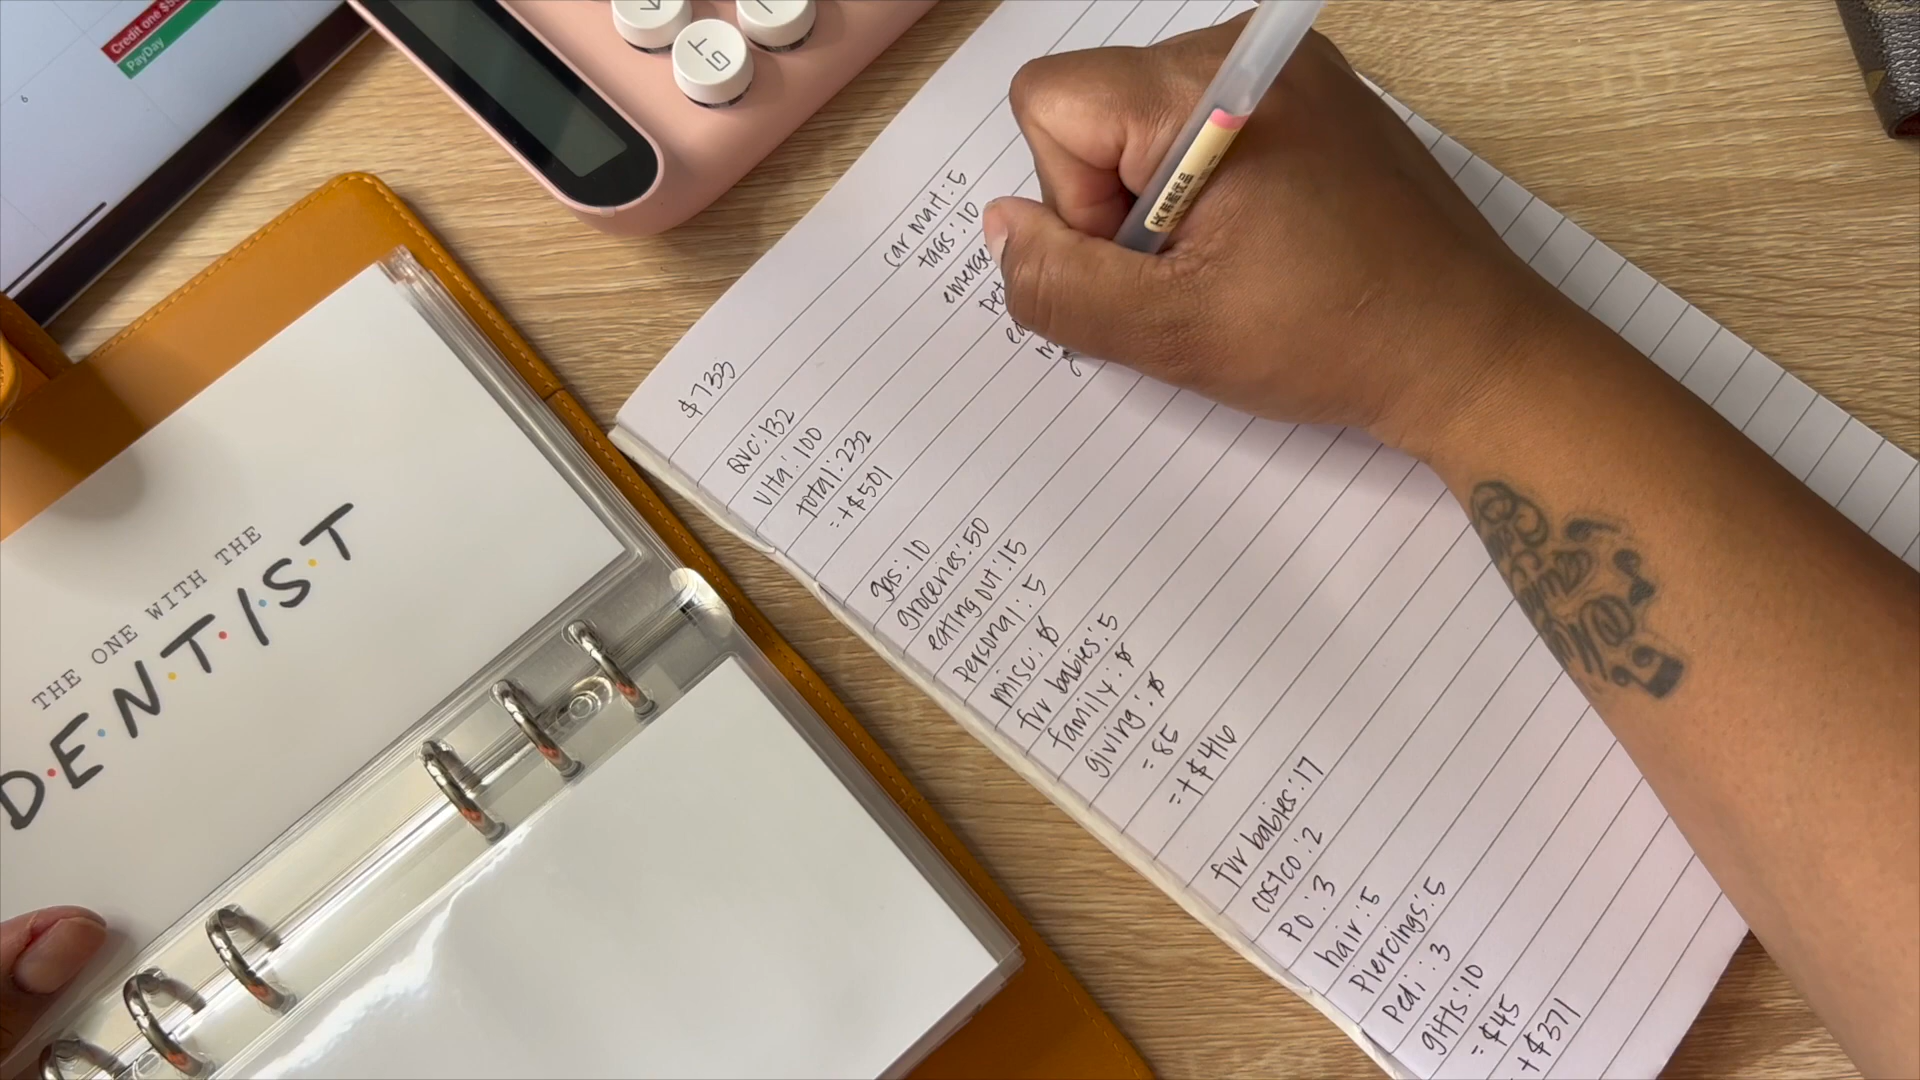 Credit one $
PayDay
6
GT
THE ONE WITH THE
DENTIST
$733
QVC: 132
Vita: 100
total: 232
= +$501
gas: 10
groceries: 50
eating out: 15
Personal: 5
misc: 0
fur babies: 5
family: 0
giving: 0
= 85
= +$416
fur babies: 17
costco: 2
PO: 3
hair: 5
Piercings: 5
Pedi: 3
gifts: 10
= $45
+$371
car maint: 5
tags: 10